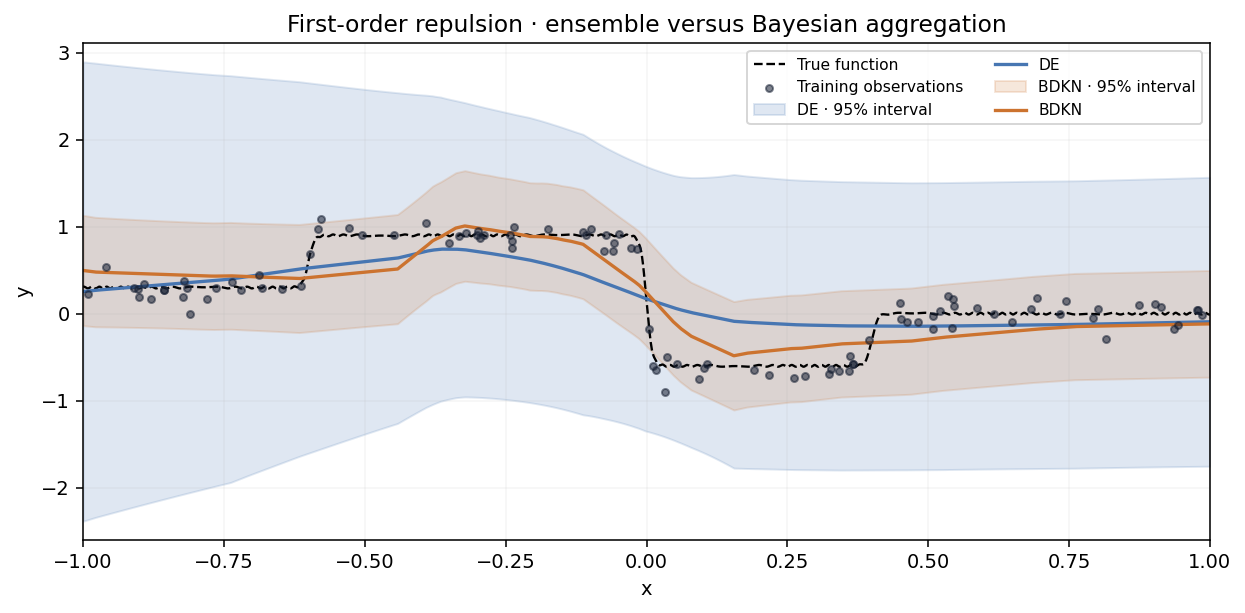 First-order repulsion · ensemble versus Bayesian aggregation
True function
Training observations
DE · 95% interval
DE
BDKN · 95% interval
BDKN
y
3
2
1
0
−1
−2
−1.00 −0.75 −0.50 −0.25 0.00 0.25 0.50 0.75 1.00
x